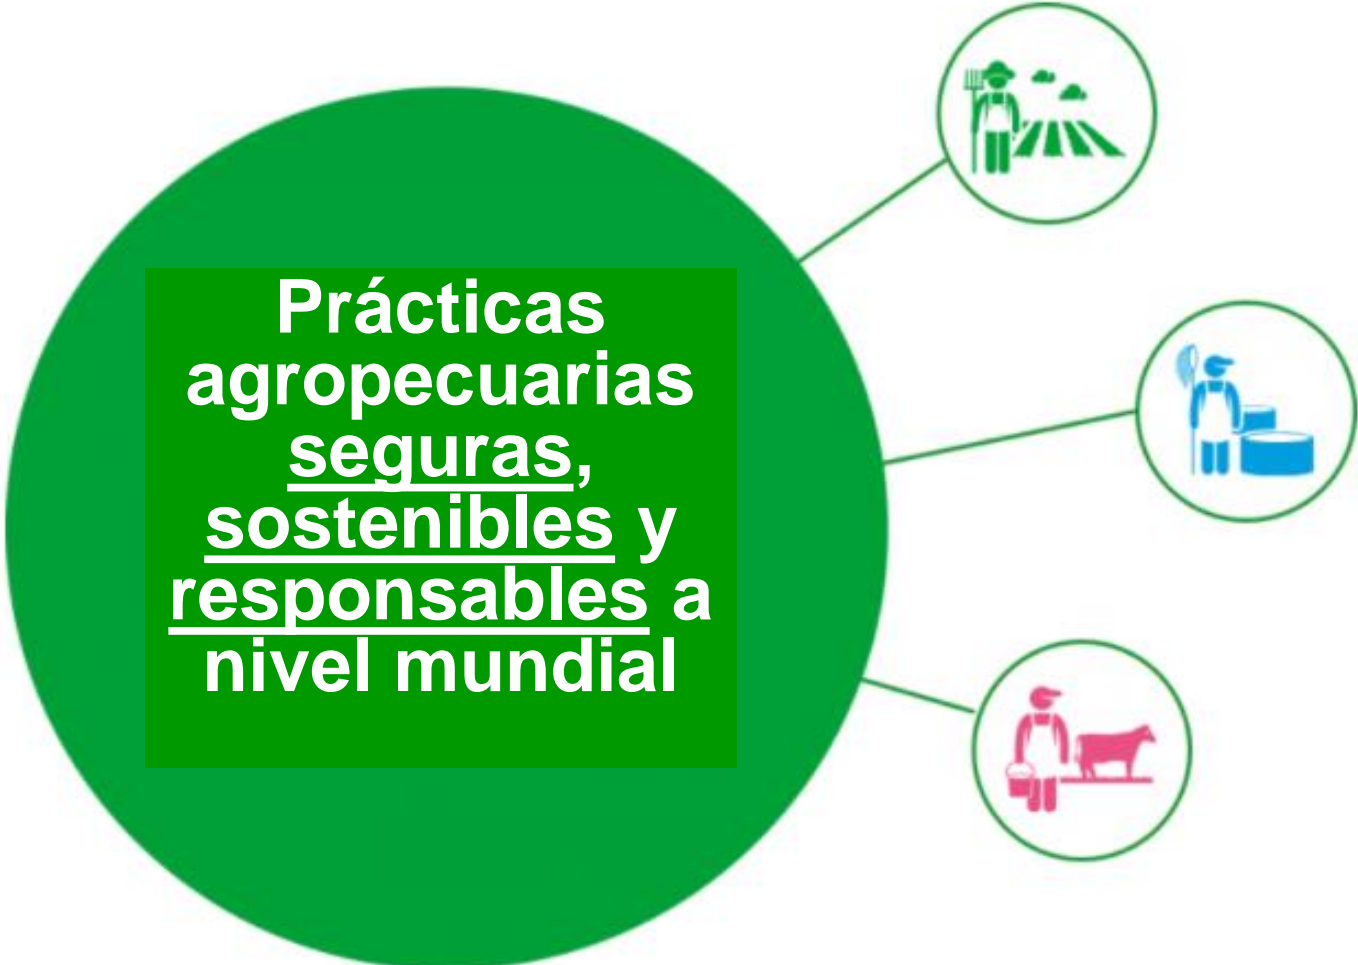 Prácticas
agropecuarias
seguras,
sostenibles y
responsables a
nivel mundial